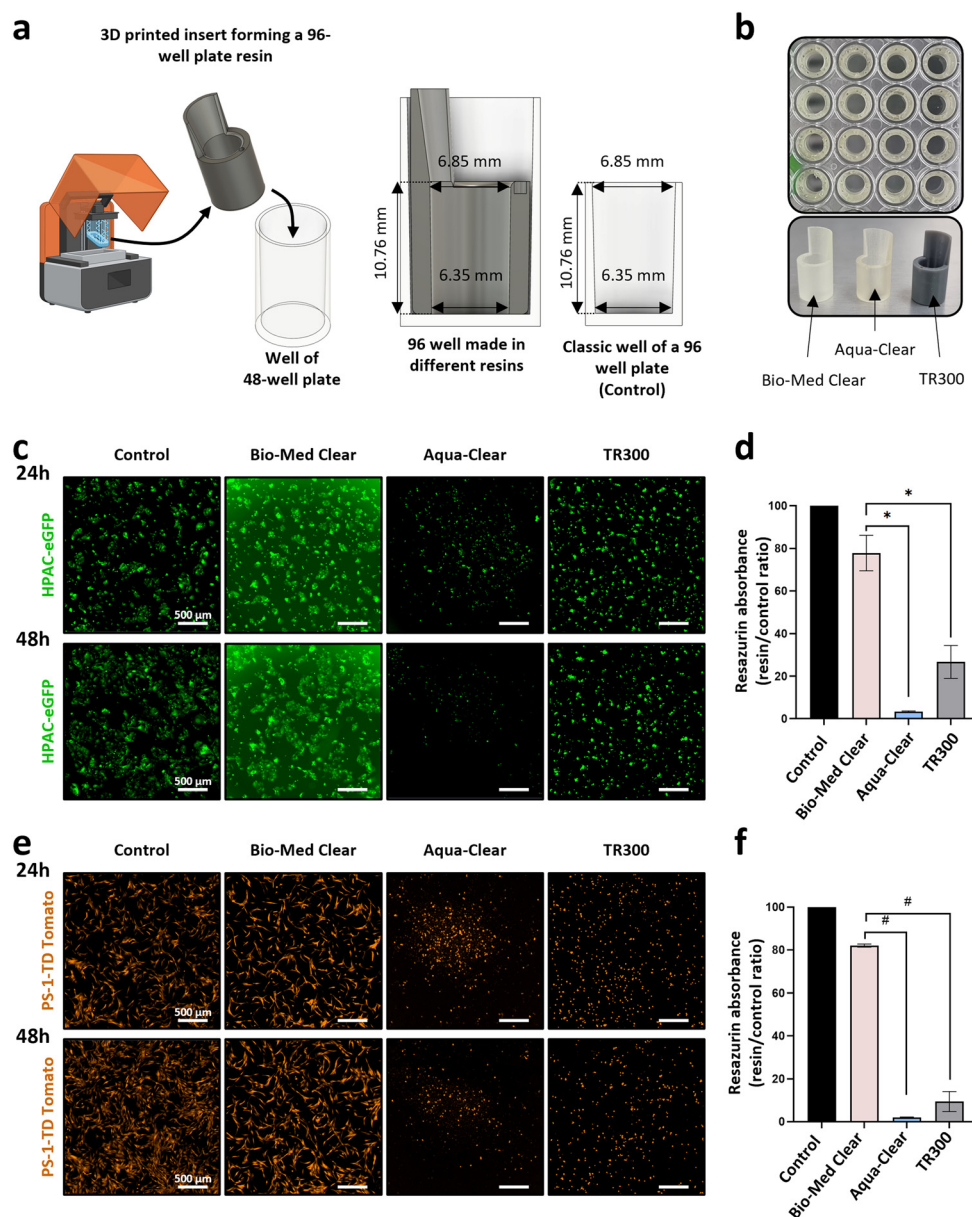 a
3D printed insert forming a 96-
well plate resin
Well of
48-well plate
6.85 mm
10.76 mm
6.35 mm
96 well made in
different resins
6.85 mm
10.76 mm
6.35 mm
Classic well of a 96
well plate
(Control)
b
Aqua-Clear
Bio-Med Clear
TR300
c
Control
Bio-Med Clear
Aqua-Clear
TR300
24h
HPAC-eGFP
500 µm
48h
HPAC-eGFP
500 µm
d
Resazurin absorbance
(resin/control ratio)
100
80
60
40
20
0
*
*
Control
Bio-Med Clear
Aqua-Clear
TR300
e
Control
Bio-Med Clear
Aqua-Clear
TR300
24h
PS-1-TD Tomato
500 µm
48h
PS-1-TD Tomato
500 µm
f
Resazurin absorbance
(resin/control ratio)
100
80
60
40
20
0
#
#
Control
Bio-Med Clear
Aqua-Clear
TR300